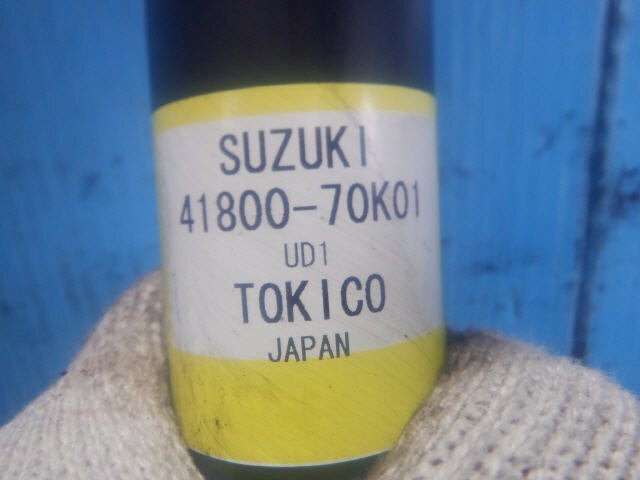 SUZUKI
41800-70K01
UD1
TOKICO
JAPAN